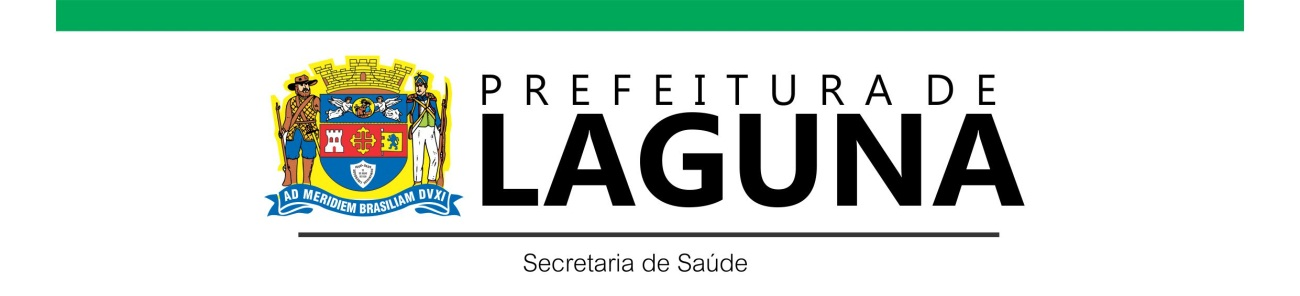 PREFEITURA DE
LAGUNA
AD MERIDIEM BRASILIAM DVXI
Secretaria de Saúde